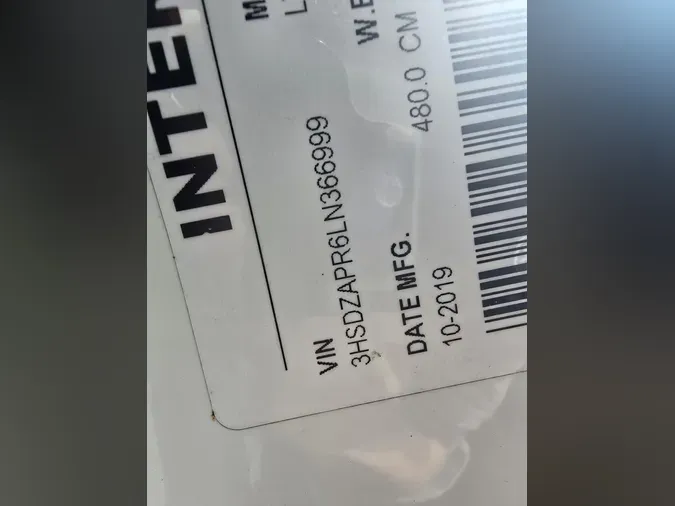 INTE
M
L
VIN
3HSDZAPR6LN366999
W.B
480.0 CM
DATE MFG.
10-2019